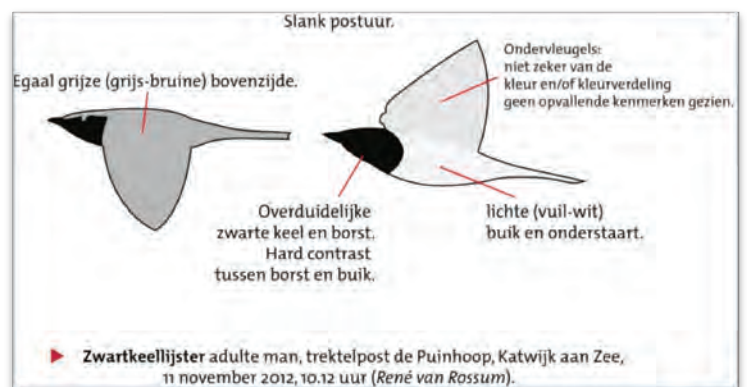 Slank postuur.
Egaal grijze (grijs-bruine) bovenzijde.
Ondervleugels:
niet zeker van de
kleur en/of kleurverdeling
geen opvallende kenmerken gezien.
Overduidelijke
zwarte keel en borst.
Hard contrast
tussen borst en buik.
lichte (vuil-wit)
buik en onderstaart.
Zwartkeellijster adulte man, trektelpost de Puinhoop, Katwijk aan Zee,
11 november 2012, 10.12 uur (René van Rossum).